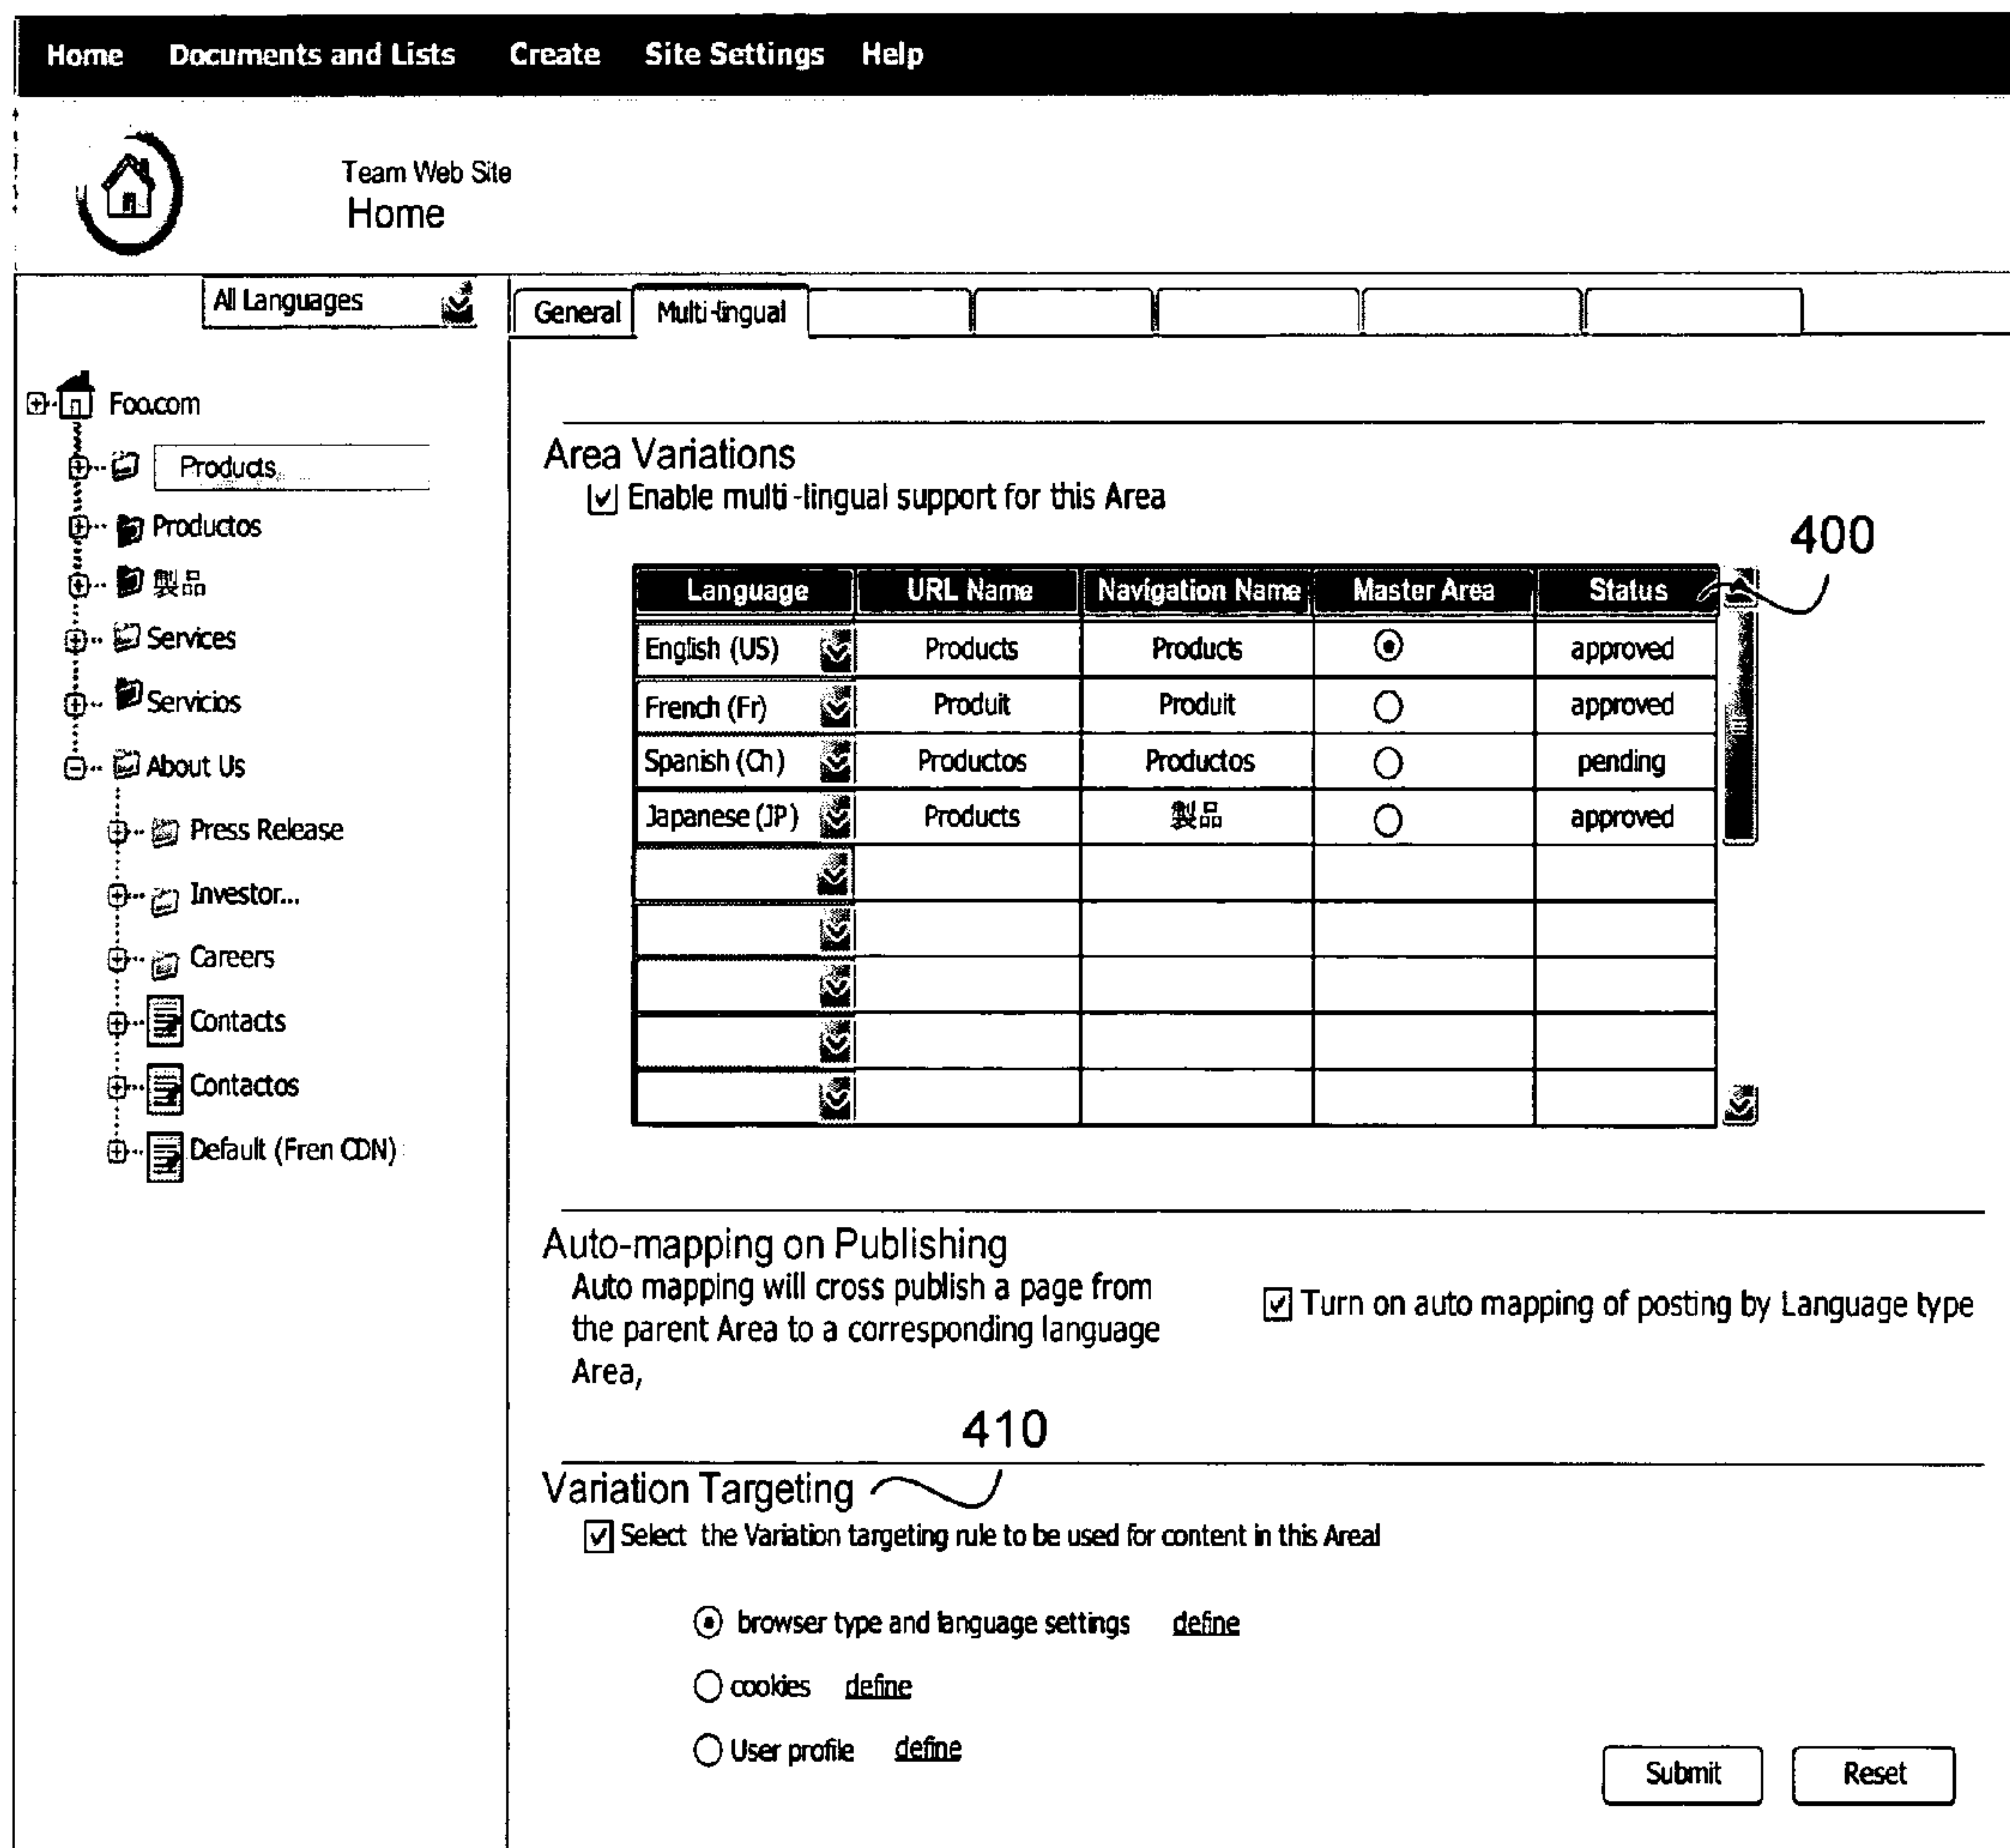 Home Documents and Lists Create Site Settings Help
Team Web Site
Home
All Languages
Foo.com
Products
Productos
製品
Services
Servicios
About Us
Press Release
Investor...
Careers
Contacts
Contactos
Default (Fren CDN)
General Multi-lingual
Area Variations
Enable multi-lingual support for this Area
400
Language URL Name Navigation Name Master Area Status
English (US) Products Products approved
French (Fr) Produit Produit approved
Spanish (Ch) Productos Productos pending
Japanese (JP) Products 製品 approved
Auto-mapping on Publishing
Auto mapping will cross publish a page from
the parent Area to a corresponding language
Area,
Turn on auto mapping of posting by Language type
410
Variation Targeting
Select the Variation targeting rule to be used for content in this Areal
browser type and language settings define
cookies define
User profile define
Submit Reset